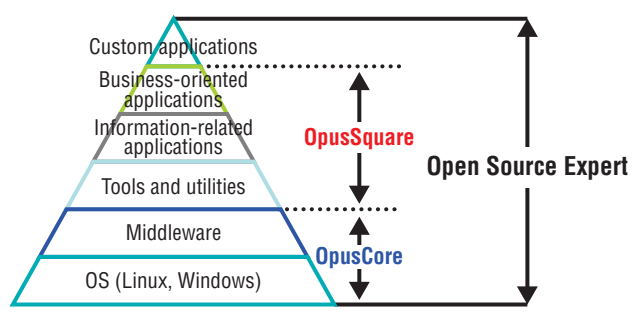 Custom applications
Business-oriented
applications
Information-related
applications
OpusSquare
Open Source Expert
Tools and utilities
Middleware
OpusCore
OS (Linux, Windows)